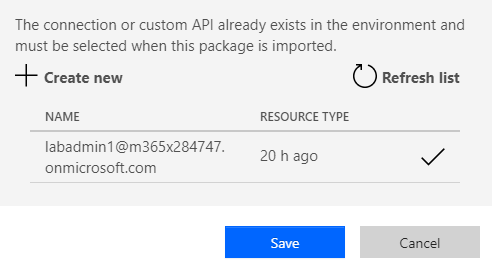 The connection or custom API already exists in the environment and
must be selected when this package is imported.
Create new
Refresh list
NAME
RESOURCE TYPE
labadmin1@m365x284747.
onmicrosoft.com
20 h ago
Save
Cancel